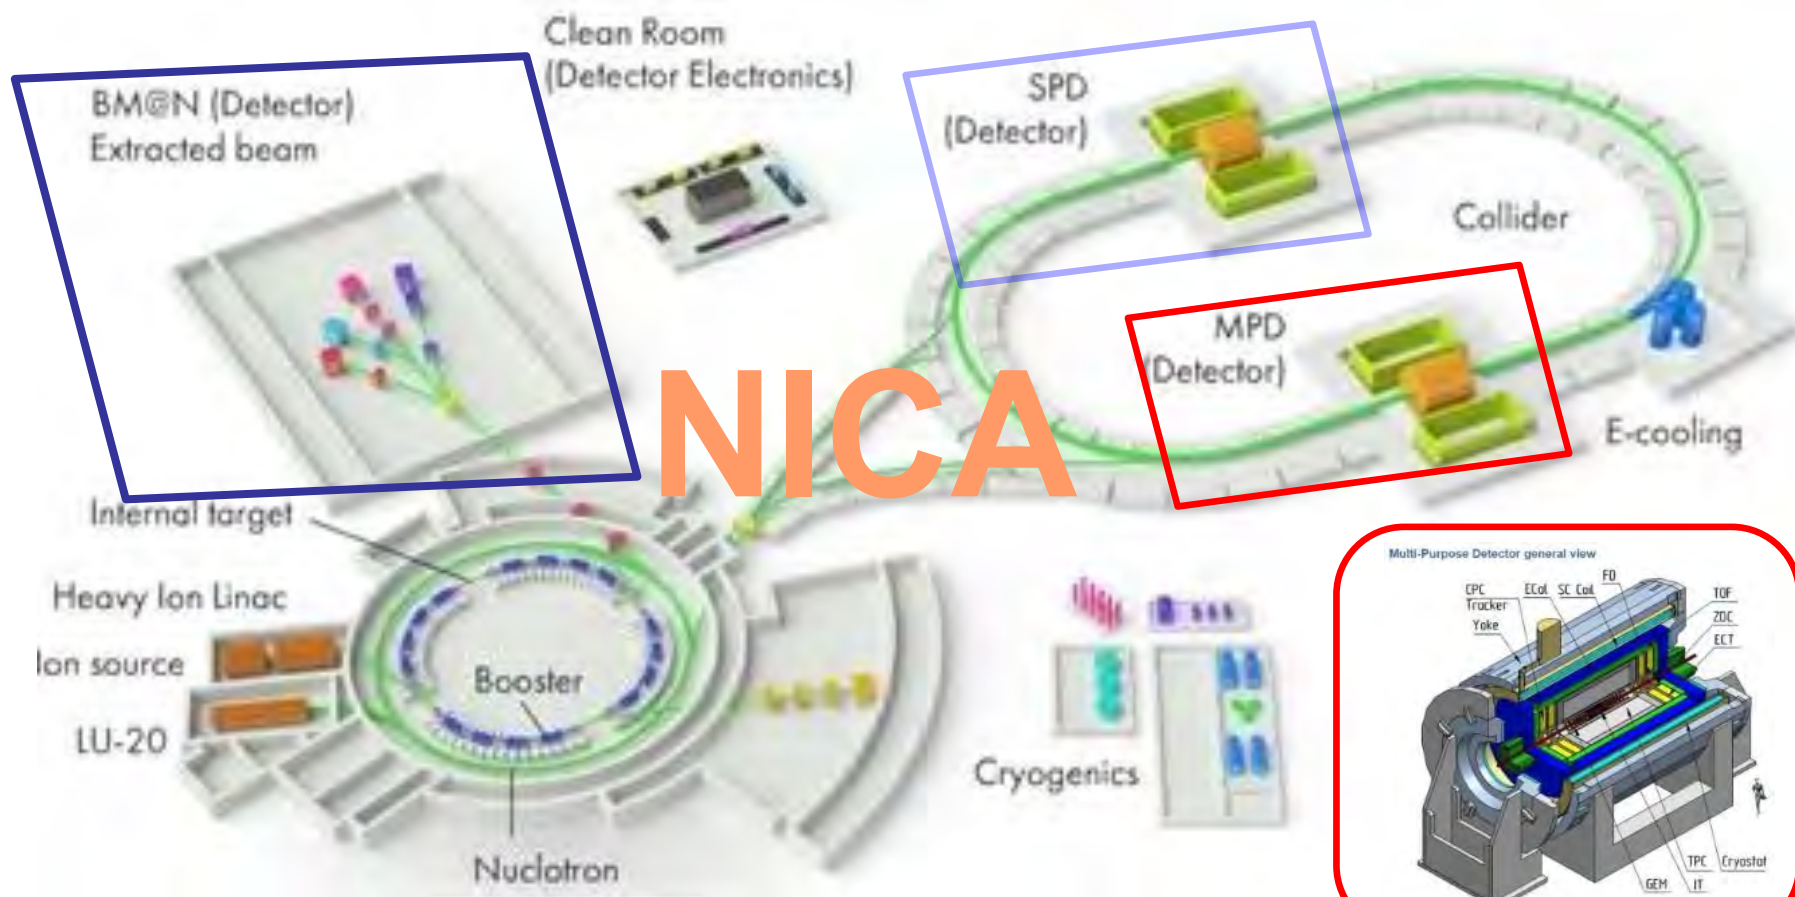 Clean Room
(Detector Electronics)
BM@N (Detector)
Extracted beam
SPD
(Detector)
Collider
MPD
(Detector)
E-cooling
NICA
Internal target
Heavy Ion Linac
Ion source
LU-20
Booster
Nuclotron
Cryogenics
Multi-Purpose Detector general view
CPC
Tracker
Yoke
ECal
SC Coil
FD
TOF
ZDC
ECT
TPC
Cryostat
GEM
IT